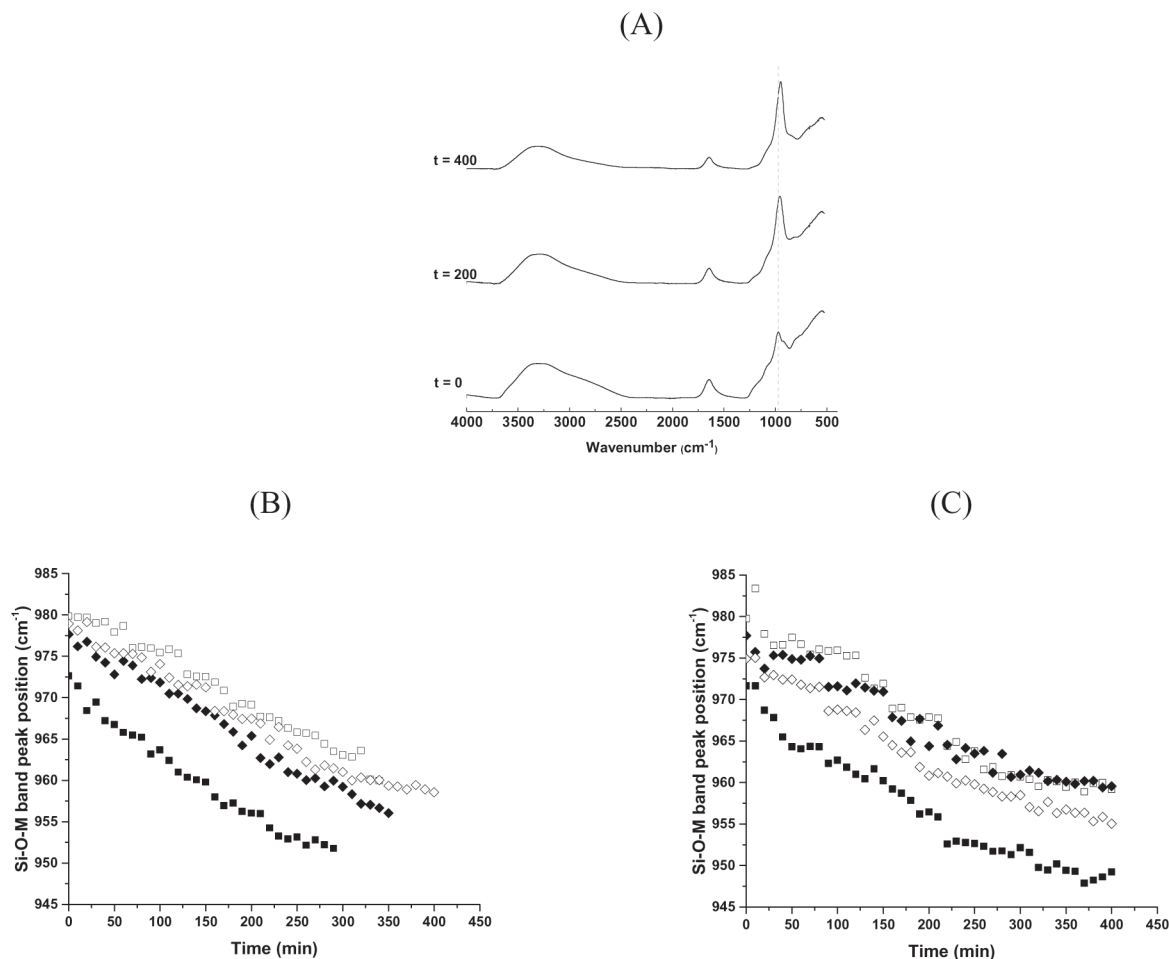 (A)
t = 400
t = 200
t = 0
4000 3500 3000 2500 2000 1500 1000 500
Wavenumber (cm-1)
(B)
(C)
Si-O-M band peak position (cm-1)
985
980
975
970
965
960
955
950
945
0 50 100 150 200 250 300 350 400 450
Time (min)
Si-O-M band peak position (cm-1)
985
980
975
970
965
960
955
950
945
0 50 100 150 200 250 300 350 400 450
Time (min)